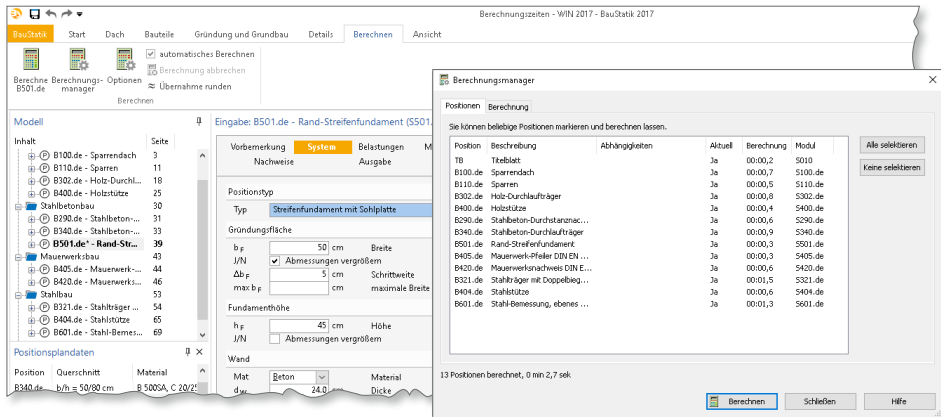 Berechnungszeiten - WIN 2017 - BauStatik 2017
BauStatik Start Dach Bauteile Gründung und Grundbau Details Berechnen Ansicht
Berechne B501.de
Berechnungs-manager
Optionen
automatisches Berechnen
Berechnung abbrechen
Übernahme runden
Berechnen
Modell
Inhalt Seite
B100.de - Sparrendach 3
B110.de - Sparren 11
B302.de - Holz-Durchl... 18
B400.de - Holzstütze 25
Stahlbetonbau 30
B290.de - Stahlbeton-... 31
B340.de - Stahlbeton-... 33
B501.de* - Rand-Str... 39
Mauerwerksbau 43
B405.de - Mauerwerk-... 44
B420.de - Mauerwerks... 46
Stahlbau 53
B321.de - Stahlträger ... 54
B404.de - Stahlstütze 65
B601.de - Stahl-Bemes... 69
Positionsplandaten
Position Querschnitt Material
B340.de b/h = 50/80 cm B 500SA, C 20/25
Eingabe: B501.de - Rand-Streifenfundament (S501.
Vorbemerkung System Belastungen M
Nachweise Ausgabe
Positionstyp
Typ Streifenfundament mit Sohlplatte
Gründungsfläche
b F 50 cm Breite
J/N Abmessungen vergrößern
Δb F 5 cm Schrittweite
max b F cm maximale Breite
Fundamenthöhe
h F 45 cm Höhe
J/N Abmessungen vergrößern
Wand
Mat Beton Material
d W 24.0 cm Dicke
Berechnungsmanager
Positionen Berechnung
Sie können beliebige Positionen markieren und berechnen lassen.
Position Beschreibung Abhängigkeiten Aktuell Berechnung Modul
TB Titelblatt Ja 00:00,2 S010
B100.de Sparrendach Ja 00:00,7 S100.de
B110.de Sparren Ja 00:00,5 S110.de
B302.de Holz-Durchlaufträger Ja 00:00,8 S302.de
B400.de Holzstütze Ja 00:00,4 S400.de
B290.de Stahlbeton-Durchstanznac... Ja 00:00,6 S290.de
B340.de Stahlbeton-Durchlaufträger Ja 00:00,9 S340.de
B501.de Rand-Streifenfundament Ja 00:00,3 S501.de
B405.de Mauerwerk-Pfeiler DIN EN ... Ja 00:00,3 S405.de
B420.de Mauerwerksnachweis DIN E... Ja 00:00,6 S420.de
B321.de Stahlträger mit Doppelbieg... Ja 00:01,5 S321.de
B404.de Stahlstütze Ja 00:00,6 S404.de
B601.de Stahl-Bemessung, ebenes ... Ja 00:01,3 S601.de
Alle selektieren
Keine selektieren
13 Positionen berechnet, 0 min 2,7 sek
Berechnen Schließen Hilfe